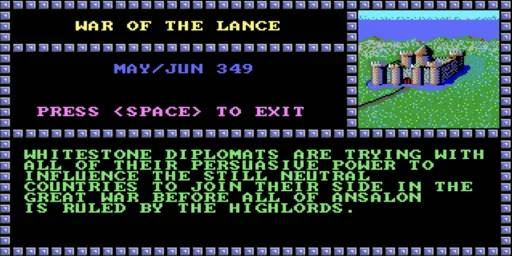 WAR OF THE LANCE
MAY/JUN 349
PRESS <SPACE> TO EXIT
WHITESTONE DIPLOMATS ARE TRYING WITH
ALL OF THEIR PERSUASIVE POWER TO
INFLUENCE THE STILL NEUTRAL
COUNTRIES TO JOIN THEIR SIDE IN THE
GREAT WAR BEFORE ALL OF ANSALON
IS RULED BY THE HIGHLORDS.